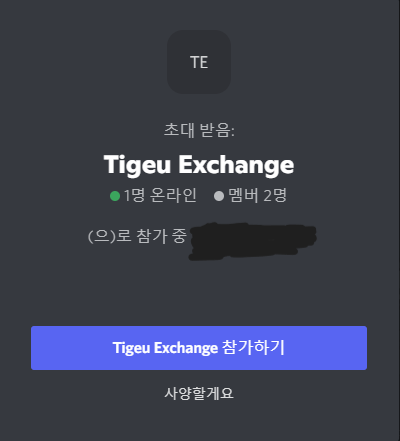 TE
초대 받음:
Tigeu Exchange
1명 온라인 멤버 2명
(으)로 참가 중
Tigeu Exchange 참가하기
사양할게요